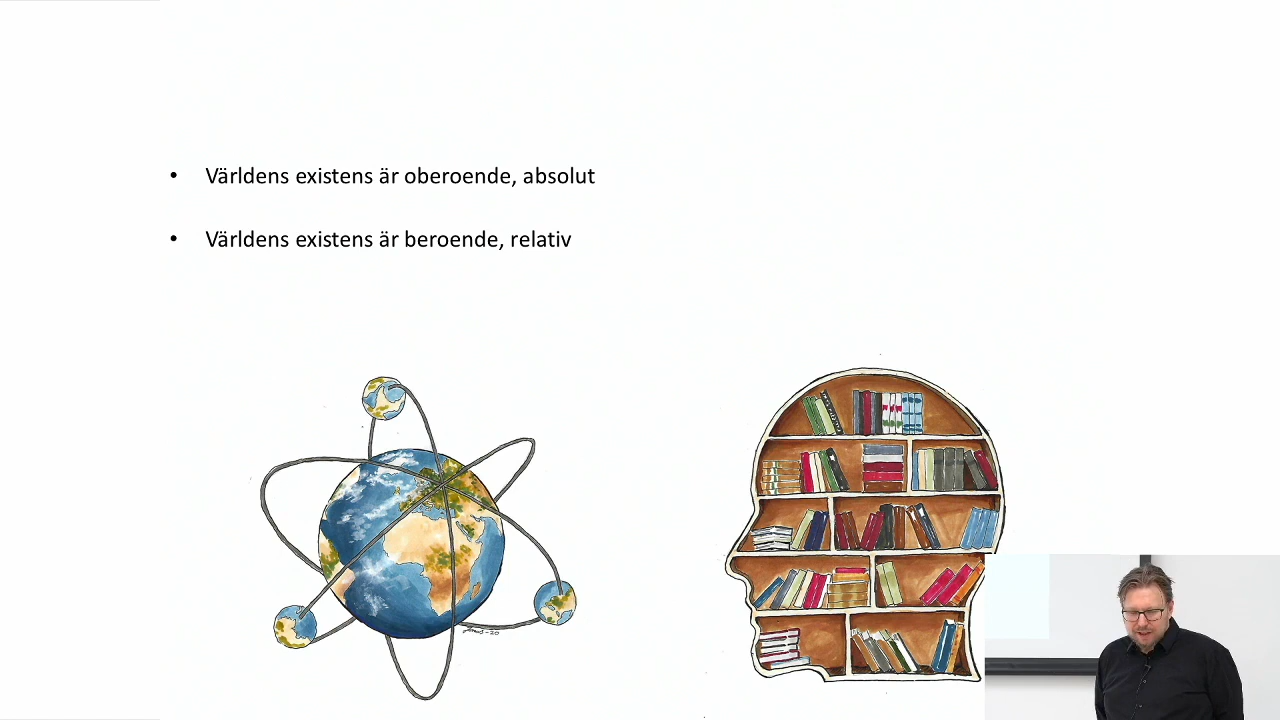 • Världens existens är oberoende, absolut
• Världens existens är beroende, relativ